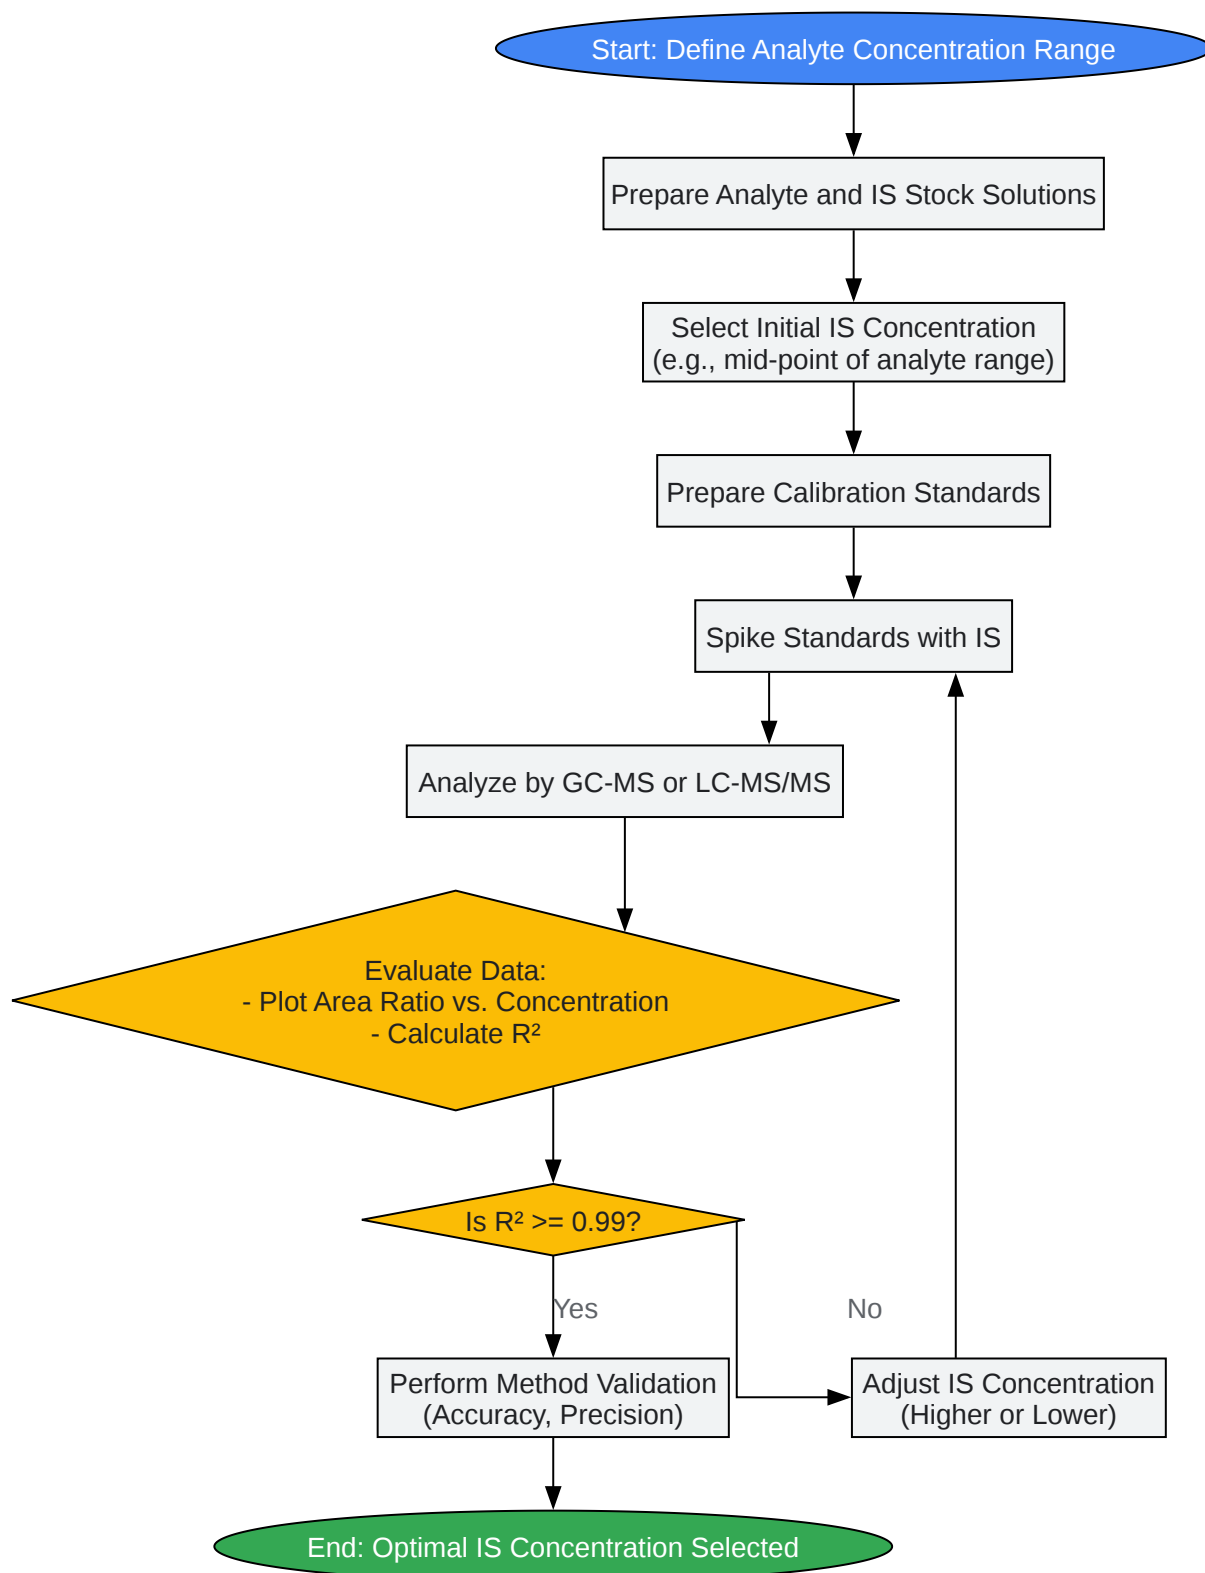 Start: Define Analyte Concentration Range
Prepare Analyte and IS Stock Solutions
Select Initial IS Concentration
(e.g., mid-point of analyte range)
Prepare Calibration Standards
Spike Standards with IS
Analyze by GC-MS or LC-MS/MS
Evaluate Data:
- Plot Area Ratio vs. Concentration
- Calculate R²
Is R² >= 0.99?
Yes
No
Perform Method Validation
(Accuracy, Precision)
Adjust IS Concentration
(Higher or Lower)
End: Optimal IS Concentration Selected